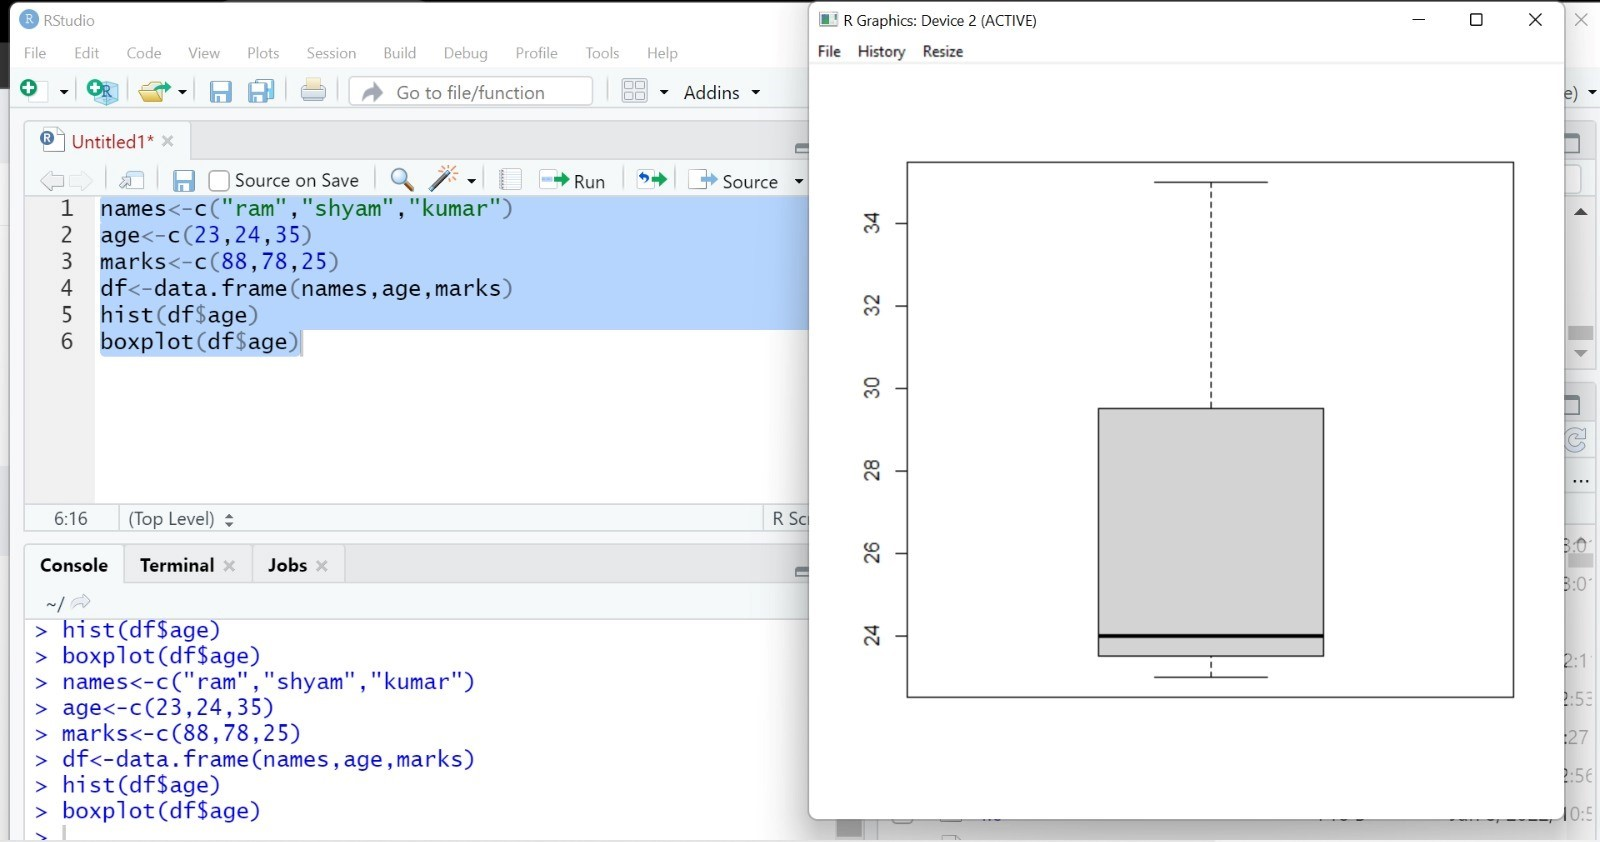 RStudio
File Edit Code View Plots Session Build Debug Profile Tools Help
Go to file/function Addins
Untitled1*
Source on Save Run Source
1 names<-c("ram","shyam","kumar")
2 age<-c(23,24,35)
3 marks<-c(88,78,25)
4 df<-data.frame(names,age,marks)
5 hist(df$age)
6 boxplot(df$age)
6:16 (Top Level) R Sc
Console Terminal Jobs
~/
> hist(df$age)
> boxplot(df$age)
> names<-c("ram","shyam","kumar")
> age<-c(23,24,35)
> marks<-c(88,78,25)
> df<-data.frame(names,age,marks)
> hist(df$age)
> boxplot(df$age)
>
R Graphics: Device 2 (ACTIVE)
File History Resize
34
32
30
28
26
24
e)